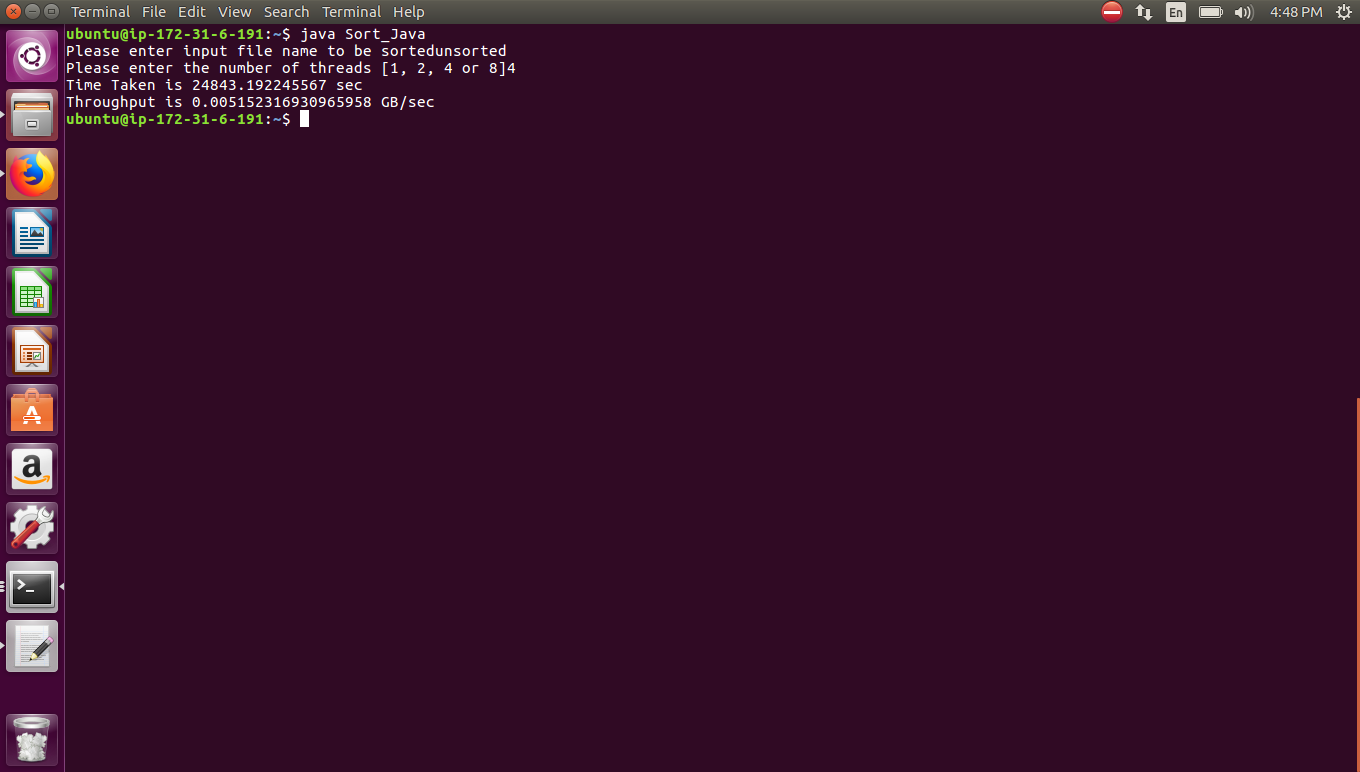 Terminal File Edit View Search Terminal Help En 4:48 PM
ubuntu@ip-172-31-6-191:~$ java Sort_Java
Please enter input file name to be sortedunsorted
Please enter the number of threads [1, 2, 4 or 8]4
Time Taken is 24843.192245567 sec
Throughput is 0.005152316930965958 GB/sec
ubuntu@ip-172-31-6-191:~$